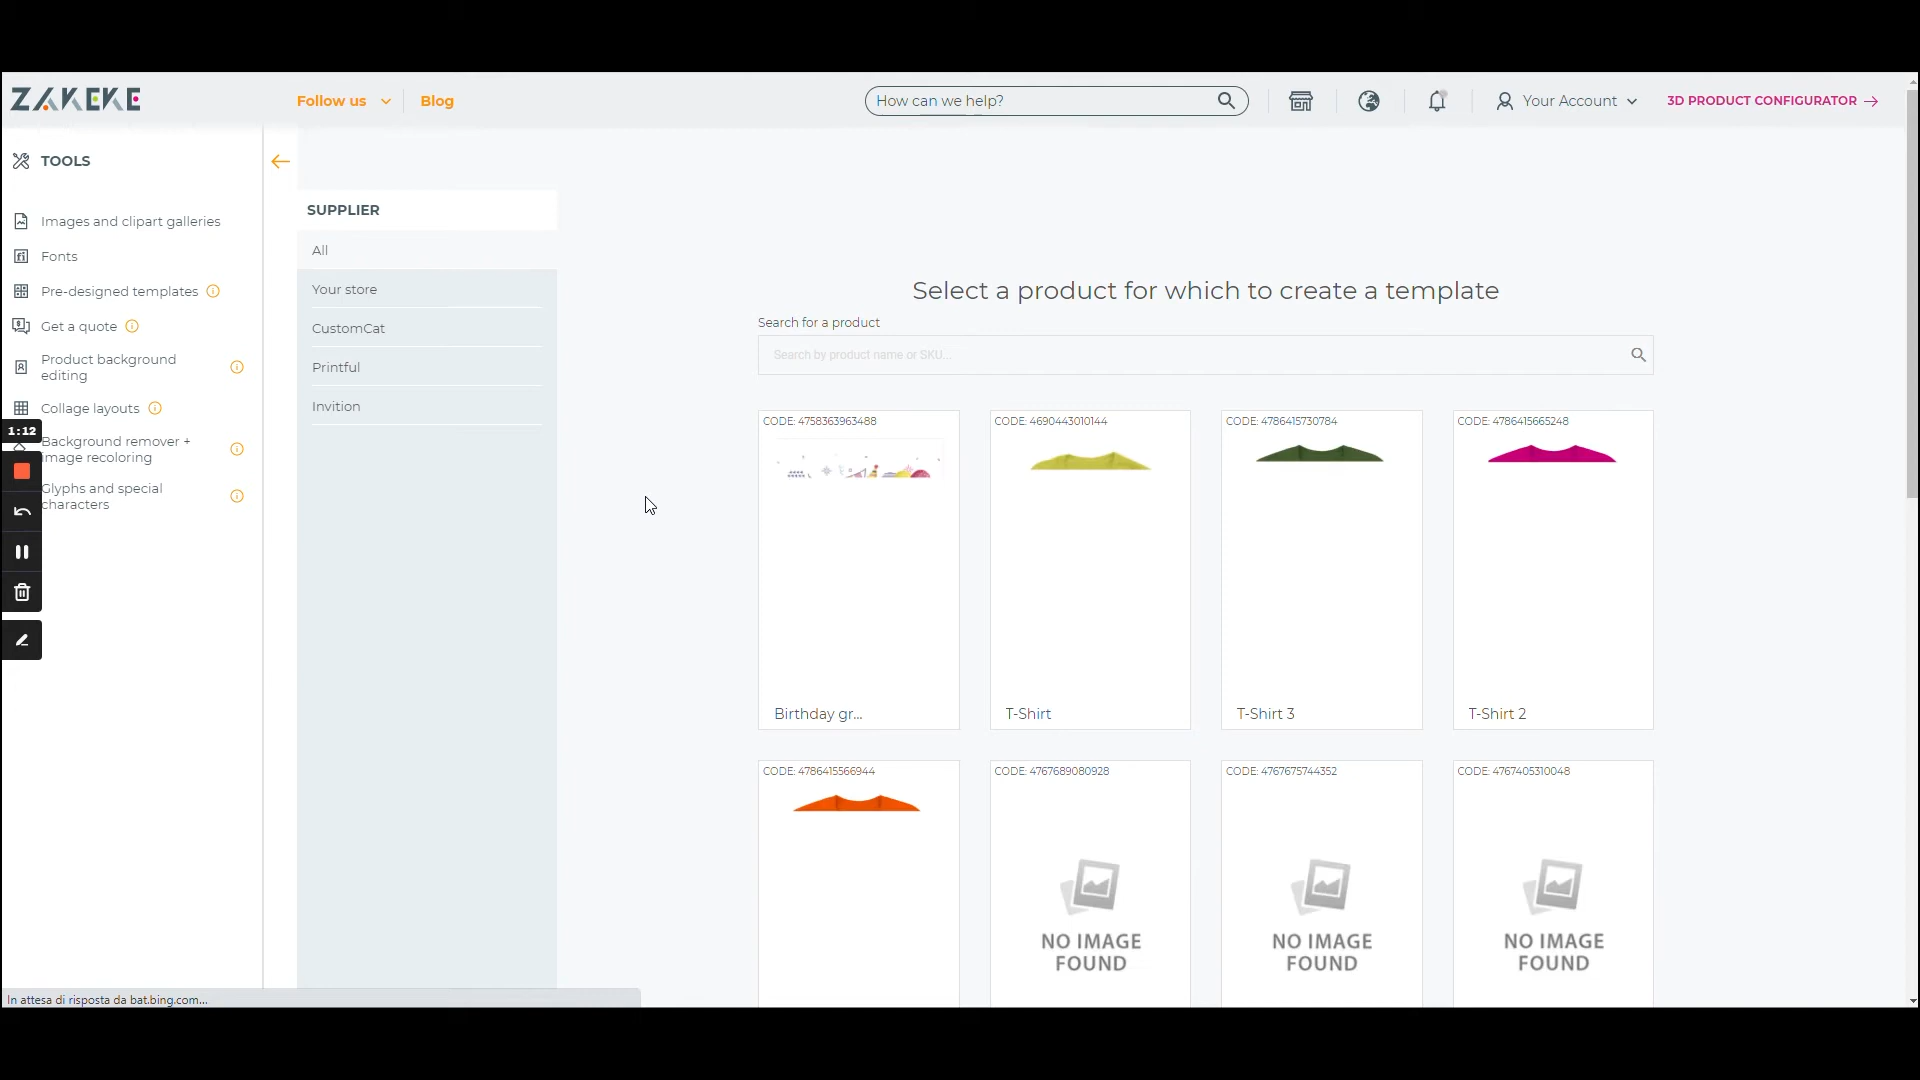 ZAKEKE
Follow us
Blog
How can we help?
Your Account
3D PRODUCT CONFIGURATOR
TOOLS
Images and clipart galleries
Fonts
Pre-designed templates
Get a quote
Product background
editing
Collage layouts
1:12
Background remover +
image recoloring
Glyphs and special
characters
SUPPLIER
All
Your store
CustomCat
Printful
Invition
Select a product for which to create a template
Search for a product
Search by product name or SKU...
CODE: 4758363963488
Birthday gr...
CODE: 4690443010144
T-Shirt
CODE: 4786415730784
T-Shirt 3
CODE: 4786415665248
T-Shirt 2
CODE: 4786415566944
CODE: 4767689080928
NO IMAGE
FOUND
CODE: 4767675744352
NO IMAGE
FOUND
CODE: 4767405310048
NO IMAGE
FOUND
In attesa di risposta da bat.bing.com...